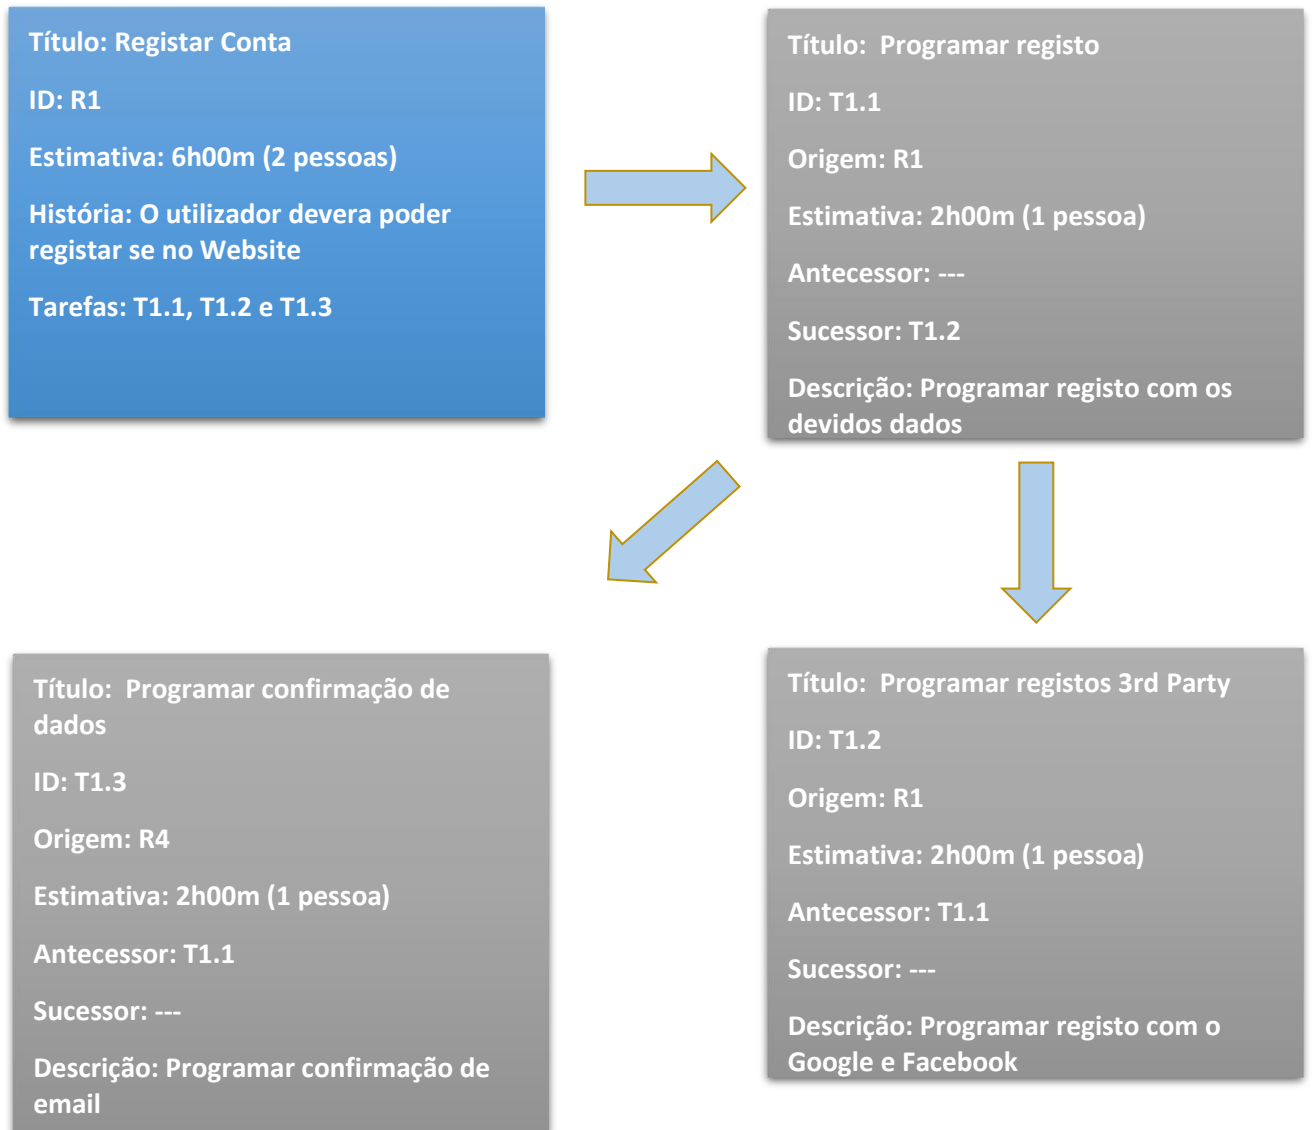 Título: Registar Conta
ID: R1
Estimativa: 6h00m (2 pessoas)
História: O utilizador devera poder
registar se no Website
Tarefas: T1.1, T1.2 e T1.3
Título:  Programar registo
ID: T1.1
Origem: R1
Estimativa: 2h00m (1 pessoa)
Antecessor: ---
Sucessor: T1.2
Descrição: Programar registo com os
devidos dados
Título:  Programar confirmação de
dados
ID: T1.3
Origem: R4
Estimativa: 2h00m (1 pessoa)
Antecessor: T1.1
Sucessor: ---
Descrição: Programar confirmação de
email
Título:  Programar registos 3rd Party
ID: T1.2
Origem: R1
Estimativa: 2h00m (1 pessoa)
Antecessor: T1.1
Sucessor: ---
Descrição: Programar registo com o
Google e Facebook